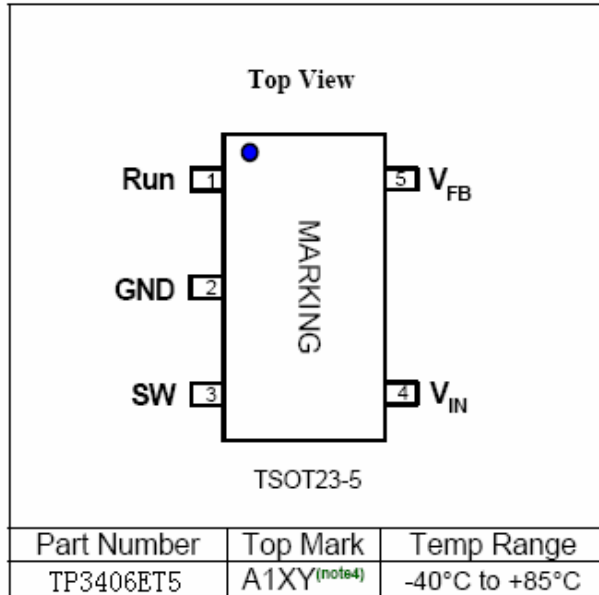 Top View
Run 1 5 VFB
MARKING
GND 2
SW 3 4 VIN
TSOT23-5
Part Number Top Mark Temp Range
TP3406ET5 A1XY(note4) -40°C to +85°C